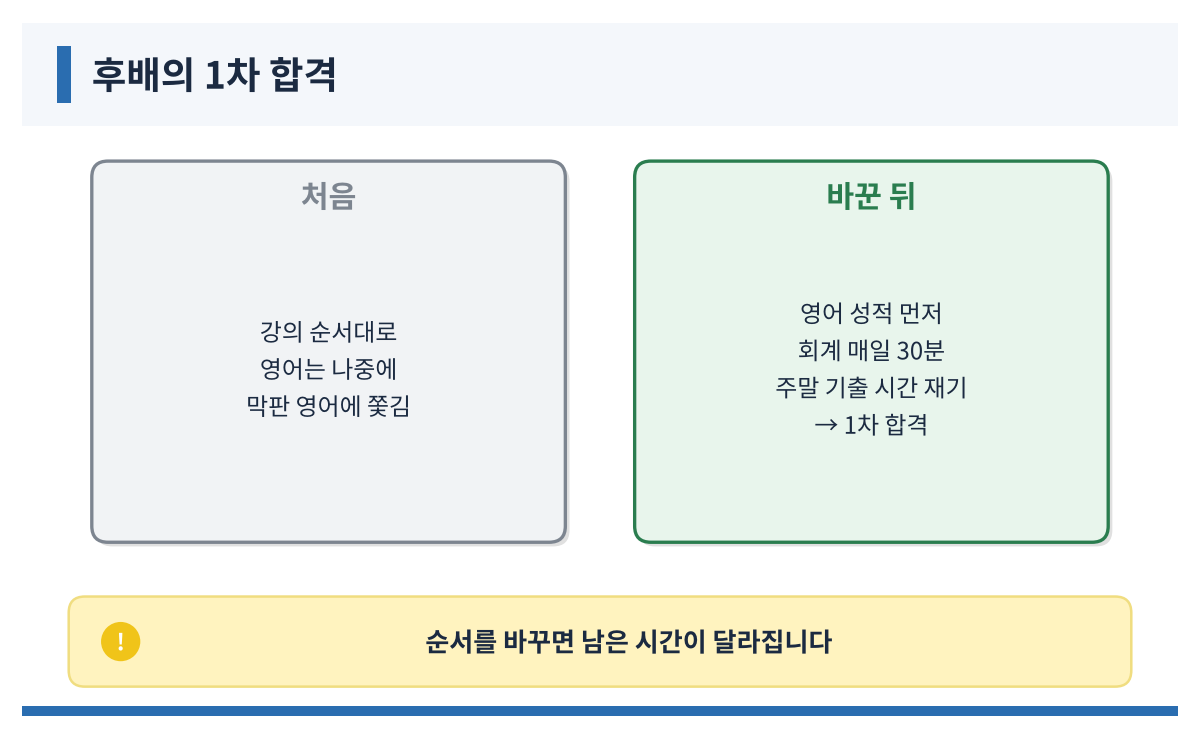 후배의 1차 합격
처음
강의 순서대로
영어는 나중에
막판 영어에 쫓김
바꾼 뒤
영어 성적 먼저
회계 매일 30분
주말 기출 시간 재기
→ 1차 합격
!
순서를 바꾸면 남은 시간이 달라집니다